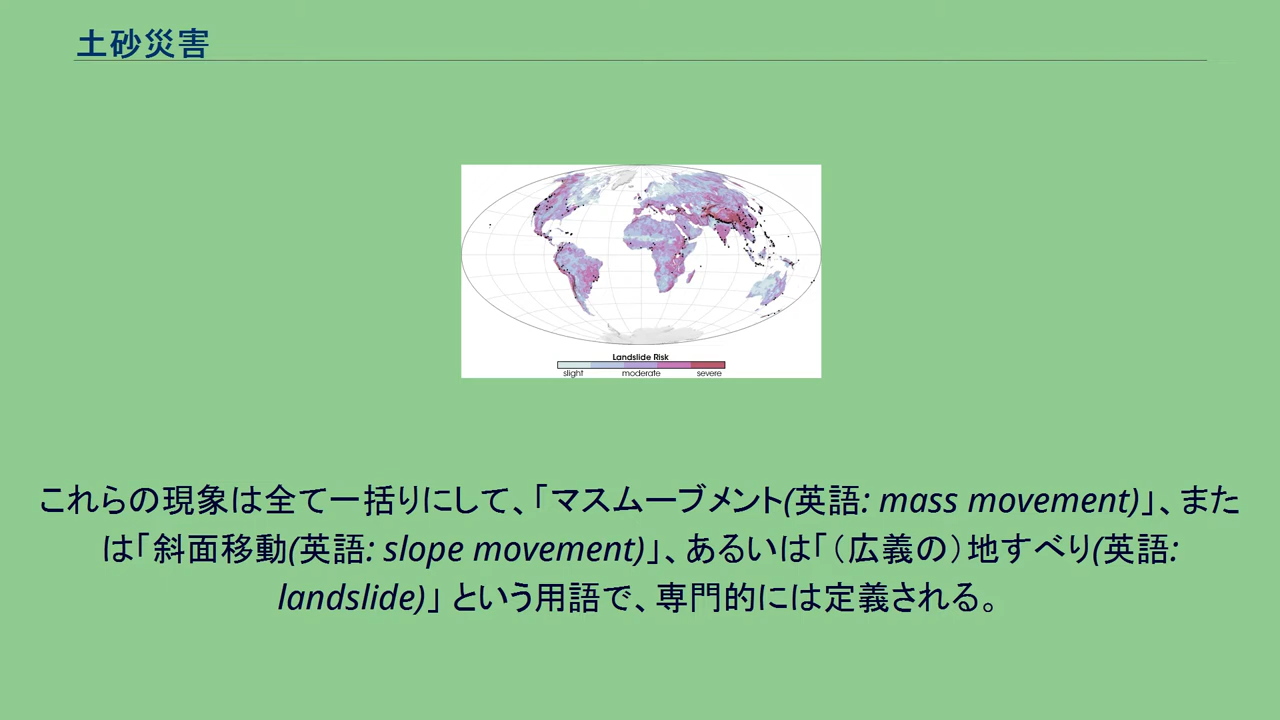 土砂災害
Landslide Risk
slight moderate severe
これらの現象は全て一括りにして、「マスムーブメント(英語: mass movement)」、また
は「斜面移動(英語: slope movement)」、あるいは「（広義の）地すべり(英語:
landslide)」 という用語で、専門的には定義される。